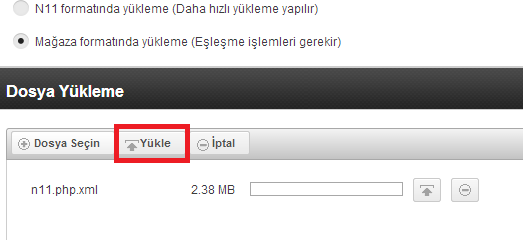 N11 formatında yükleme (Daha hızlı yükleme yapılır)
Mağaza formatında yükleme (Eşleşme işlemleri gerekir)
Dosya Yükleme
Dosya Seçin Yükle İptal
n11.php.xml 2.38 MB